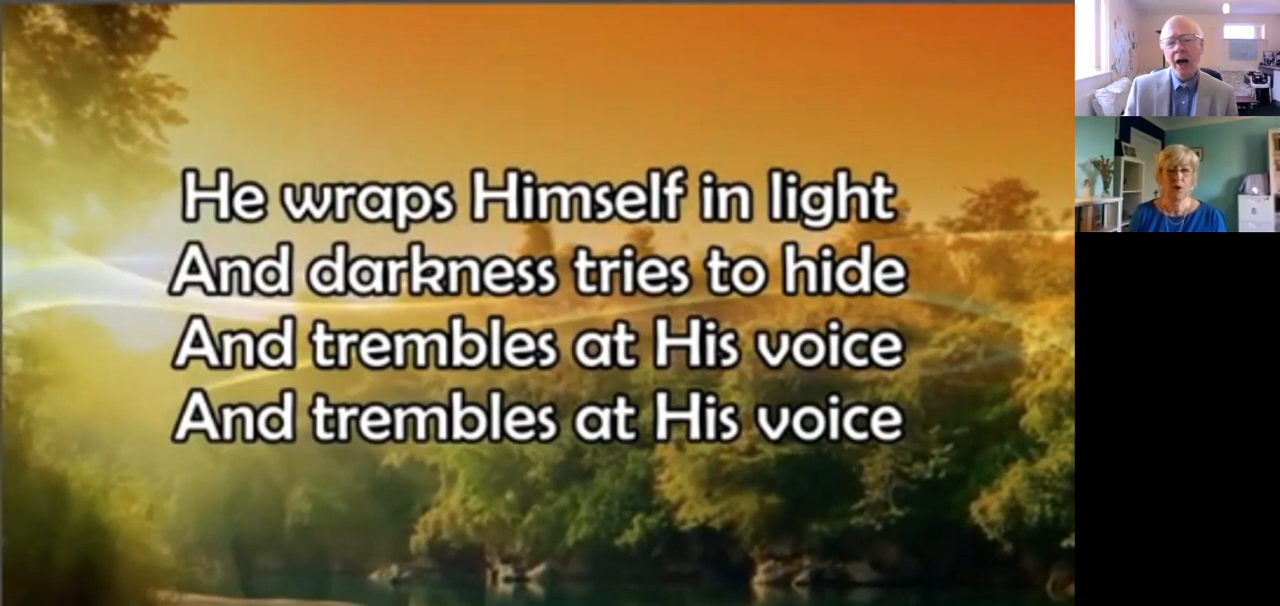 He wraps Himself in light
And darkness tries to hide
And trembles at His voice
And trembles at His voice